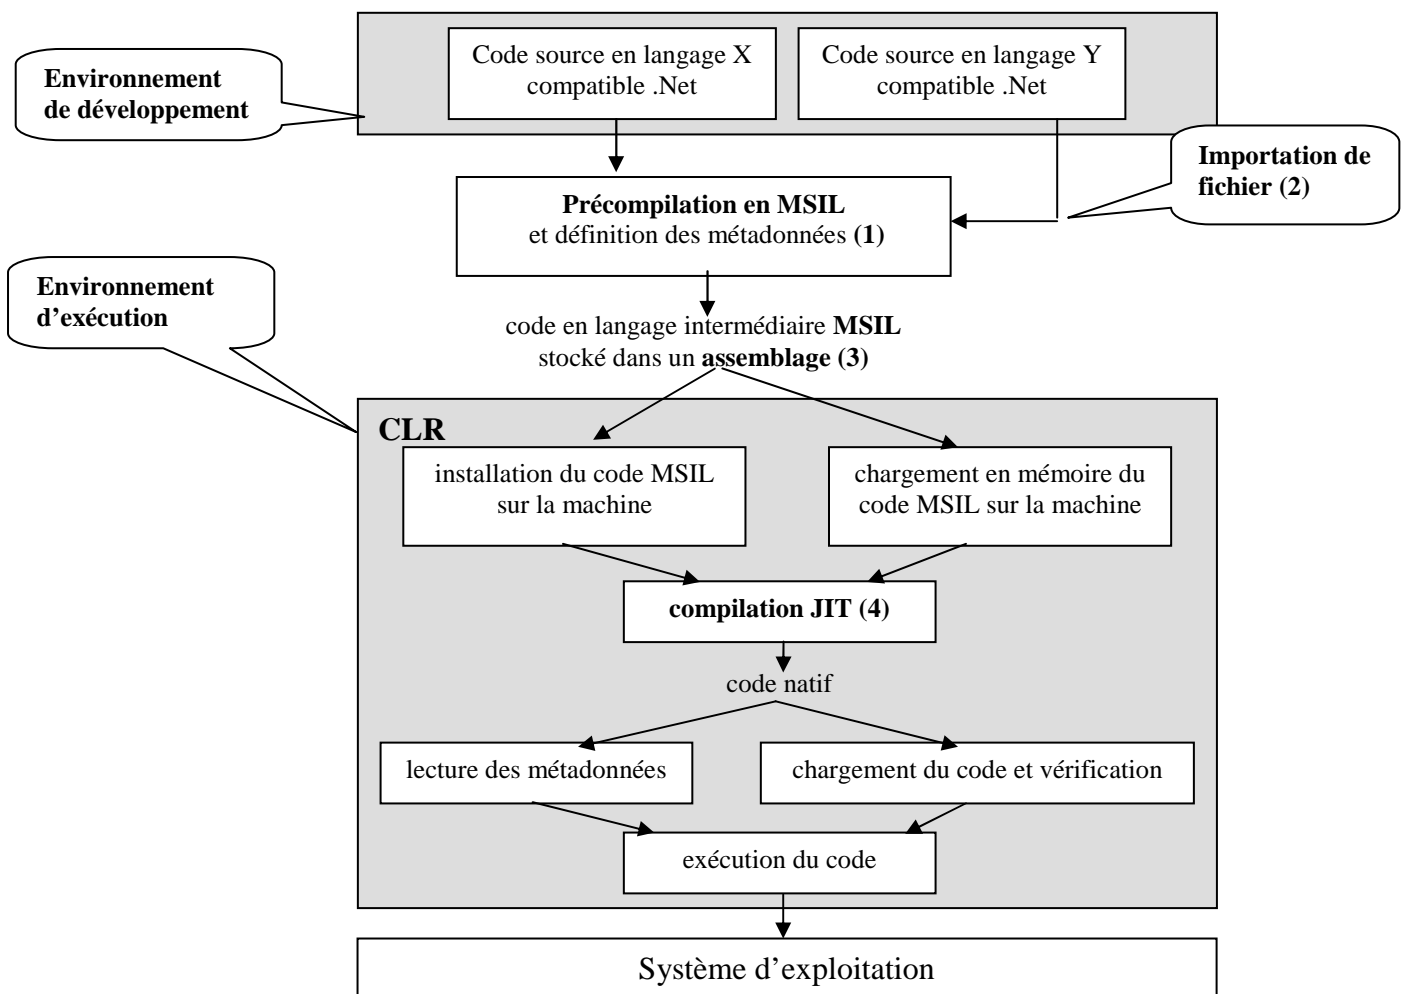 Code source en langage X
compatible .Net
Code source en langage Y
compatible .Net
Environnement
de développement
Importation de
fichier (2)
Précompilation en MSIL
et définition des métadonnées (1)
Environnement
d’exécution
code en langage intermédiaire MSIL
stocké dans un assemblage (3)
CLR
installation du code MSIL
sur la machine
chargement en mémoire du
code MSIL sur la machine
compilation JIT (4)
code natif
lecture des métadonnées
chargement du code et vérification
exécution du code
Système d’exploitation